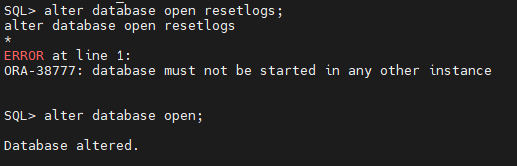 SQL> alter database open resetlogs;
alter database open resetlogs
*
ERROR at line 1:
ORA-38777: database must not be started in any other instance
SQL> alter database open;
Database altered.